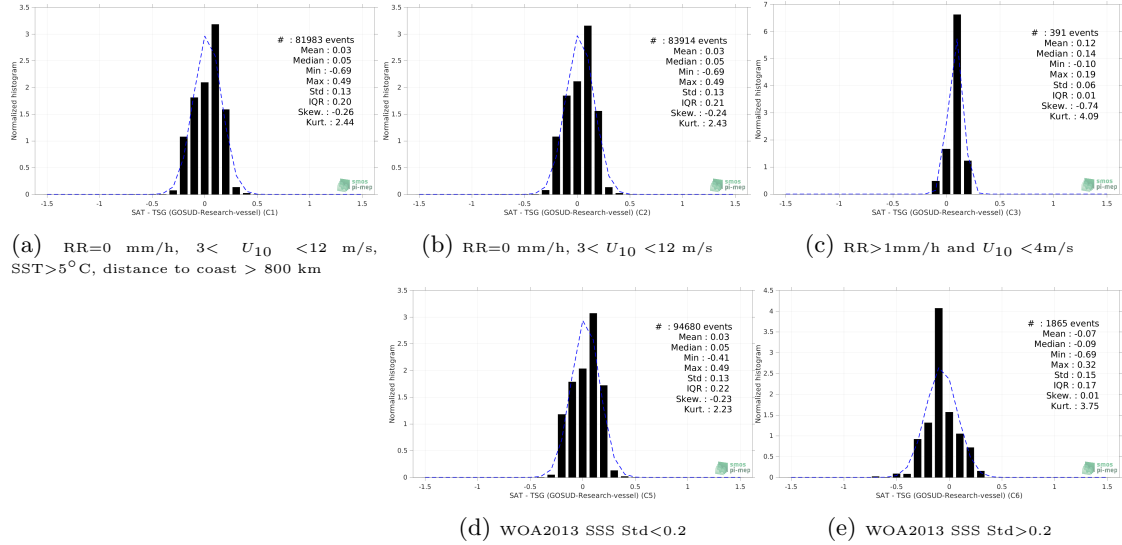 3.5
3
2.5
2
1.5
1
0.5
0
Normalized histogram
# : 81983 events
Mean : 0.03
Median : 0.05
Min : -0.69
Max : 0.49
Std : 0.13
IQR : 0.20
Skew. : -0.26
Kurt. : 2.44
smos
pi-mep
-1.5 -1 -0.5 0 0.5 1 1.5
SAT - TSG (GOSUD-Research-vessel) (C1)
(a) RR=0 mm/h, 3< U10 <12 m/s,
SST>5°C, distance to coast > 800 km
3.5
3
2.5
2
1.5
1
0.5
0
Normalized histogram
# : 83914 events
Mean : 0.03
Median : 0.05
Min : -0.69
Max : 0.49
Std : 0.13
IQR : 0.21
Skew. : -0.24
Kurt. : 2.43
smos
pi-mep
-1.5 -1 -0.5 0 0.5 1 1.5
SAT - TSG (GOSUD-Research-vessel) (C2)
(b) RR=0 mm/h, 3< U10 <12 m/s
7
6
5
4
3
2
1
0
Normalized histogram
# : 391 events
Mean : 0.12
Median : 0.14
Min : -0.10
Max : 0.19
Std : 0.06
IQR : 0.01
Skew. : -0.74
Kurt. : 4.09
smos
pi-mep
-1.5 -1 -0.5 0 0.5 1 1.5
SAT - TSG (GOSUD-Research-vessel) (C3)
(c) RR>1mm/h and U10 <4m/s
3.5
3
2.5
2
1.5
1
0.5
0
Normalized histogram
# : 94680 events
Mean : 0.03
Median : 0.05
Min : -0.41
Max : 0.49
Std : 0.13
IQR : 0.22
Skew. : -0.23
Kurt. : 2.23
smos
pi-mep
-1.5 -1 -0.5 0 0.5 1 1.5
SAT - TSG (GOSUD-Research-vessel) (C5)
(d) WOA2013 SSS Std<0.2
4.5
4
3.5
3
2.5
2
1.5
1
0.5
0
Normalized histogram
# : 1865 events
Mean : -0.07
Median : -0.09
Min : -0.69
Max : 0.32
Std : 0.15
IQR : 0.17
Skew. : 0.01
Kurt. : 3.75
smos
pi-mep
-1.5 -1 -0.5 0 0.5 1 1.5
SAT - TSG (GOSUD-Research-vessel) (C6)
(e) WOA2013 SSS Std>0.2